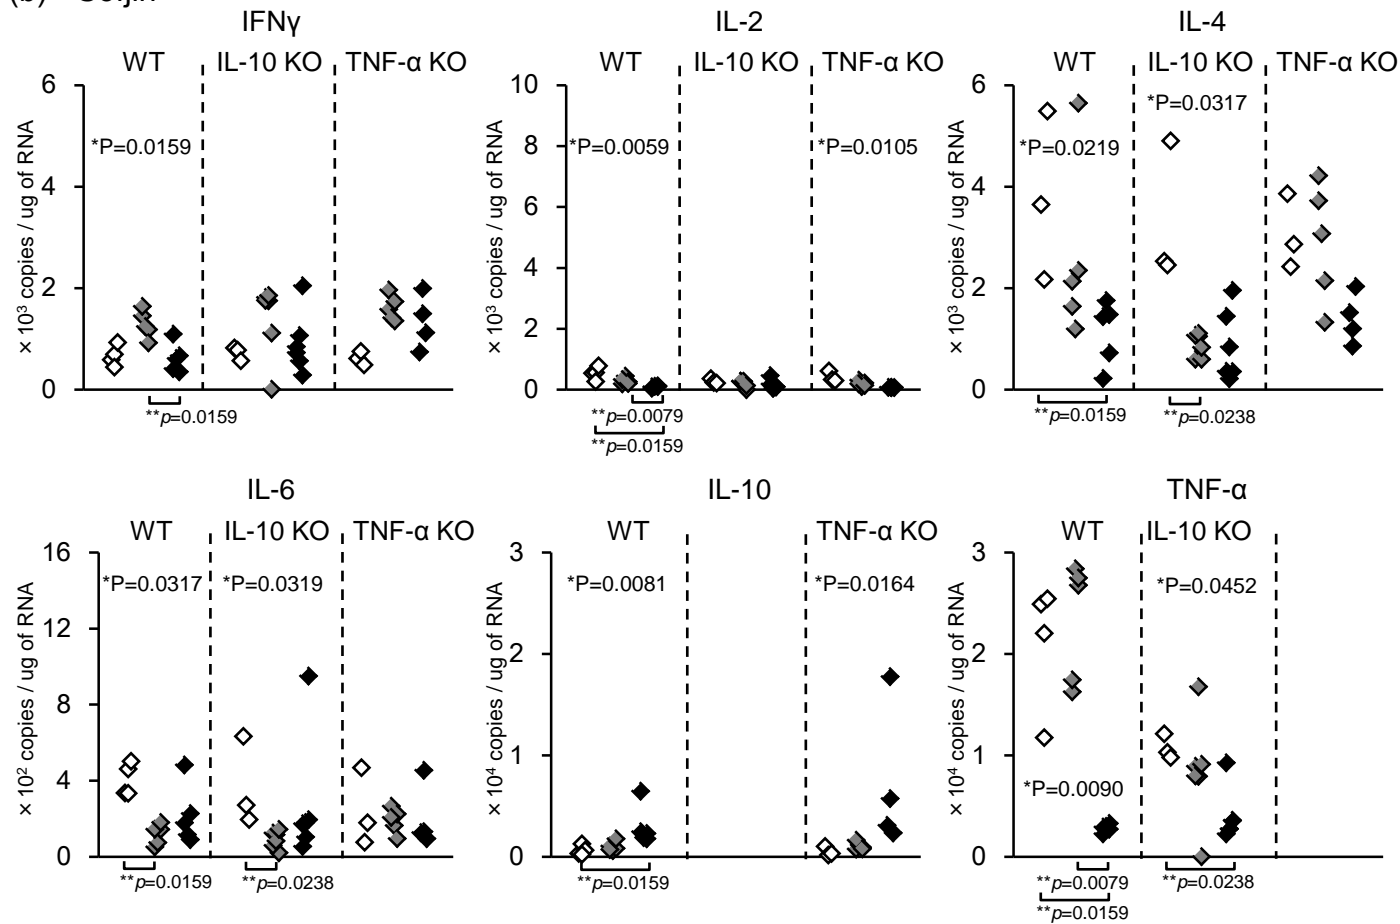 IFNγ
WT
IL-10 KO
TNF-α KO
6
4
2
0
× 10³ copies / ug of RNA
*P=0.0159
**p=0.0159
IL-2
WT
IL-10 KO
TNF-α KO
10
8
6
4
2
0
× 10³ copies / ug of RNA
*P=0.0059
*P=0.0105
**p=0.0079
**p=0.0159
IL-4
WT
IL-10 KO
TNF-α KO
6
4
2
0
× 10³ copies / ug of RNA
*P=0.0317
*P=0.0219
**p=0.0159
**p=0.0238
IL-6
WT
IL-10 KO
TNF-α KO
16
12
8
4
0
× 10² copies / ug of RNA
*P=0.0317
*P=0.0319
**p=0.0159
**p=0.0238
IL-10
WT
TNF-α KO
3
2
1
0
× 10⁴ copies / ug of RNA
*P=0.0081
*P=0.0164
**p=0.0159
TNF-α
WT
IL-10 KO
3
2
1
0
× 10⁴ copies / ug of RNA
*P=0.0452
*P=0.0090
**p=0.0079
**p=0.0238
**p=0.0159